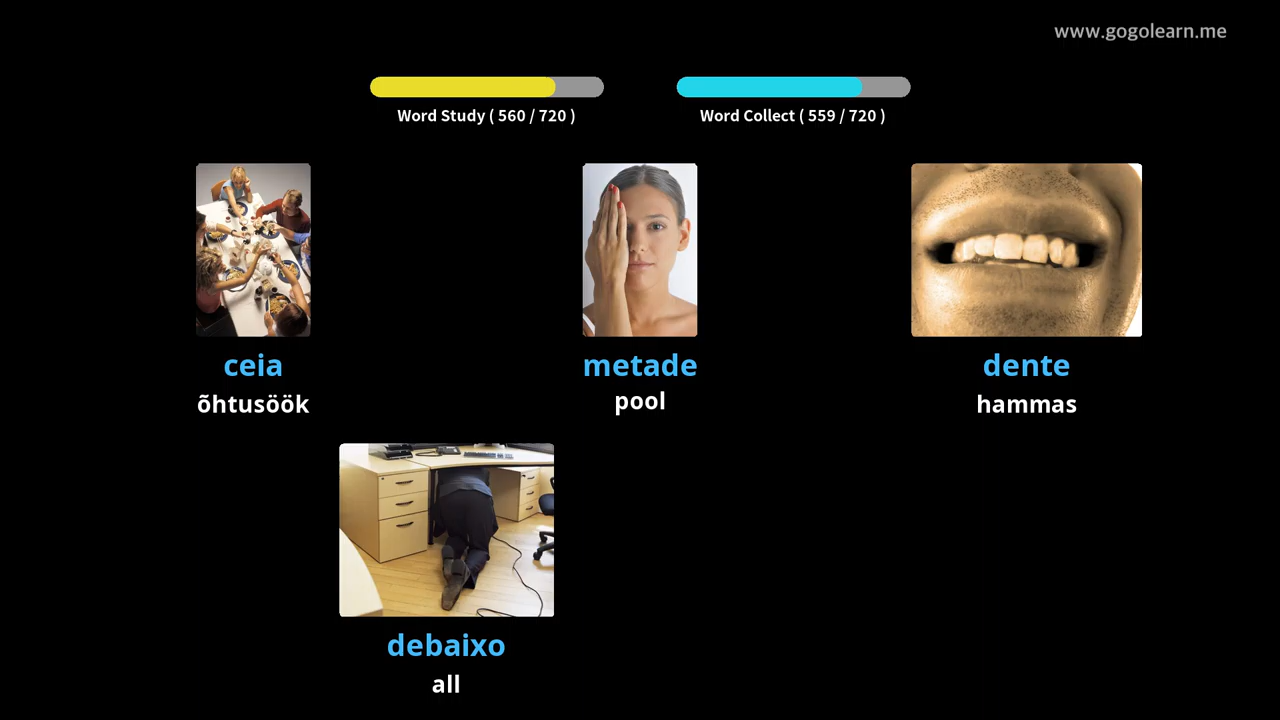 www.gogolearn.me
Word Study ( 560 / 720 )
Word Collect ( 559 / 720 )
ceia
õhtusöök
metade
pool
dente
hammas
debaixo
all